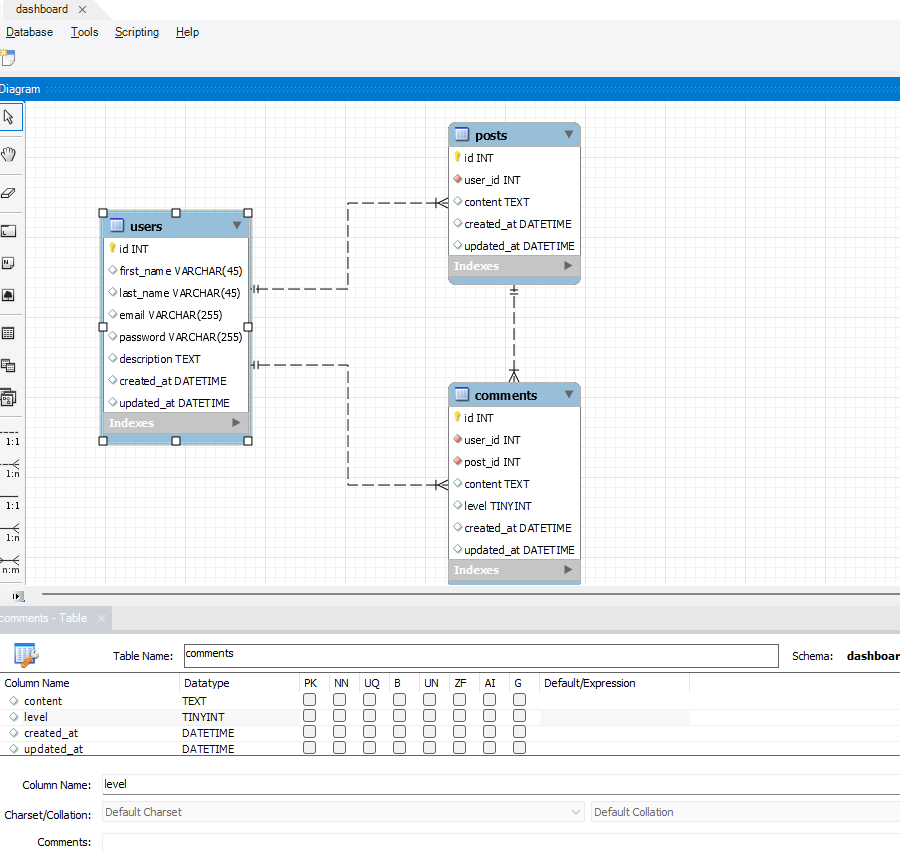 dashboard
Database Tools Scripting Help
Diagram
posts
id INT
user_id INT
content TEXT
created_at DATETIME
updated_at DATETIME
Indexes
users
id INT
first_name VARCHAR(45)
last_name VARCHAR(45)
email VARCHAR(255)
password VARCHAR(255)
description TEXT
created_at DATETIME
updated_at DATETIME
Indexes
comments
id INT
user_id INT
post_id INT
content TEXT
level TINYINT
created_at DATETIME
updated_at DATETIME
Indexes
1:1
1:n
1:1
1:n
n:m
comments - Table
Table Name: comments Schema: dashboar
Column Name Datatype PK NN UQ B UN ZF AI G Default/Expression
content TEXT
level TINYINT
created_at DATETIME
updated_at DATETIME
Column Name: level
Charset/Collation: Default Charset Default Collation
Comments: